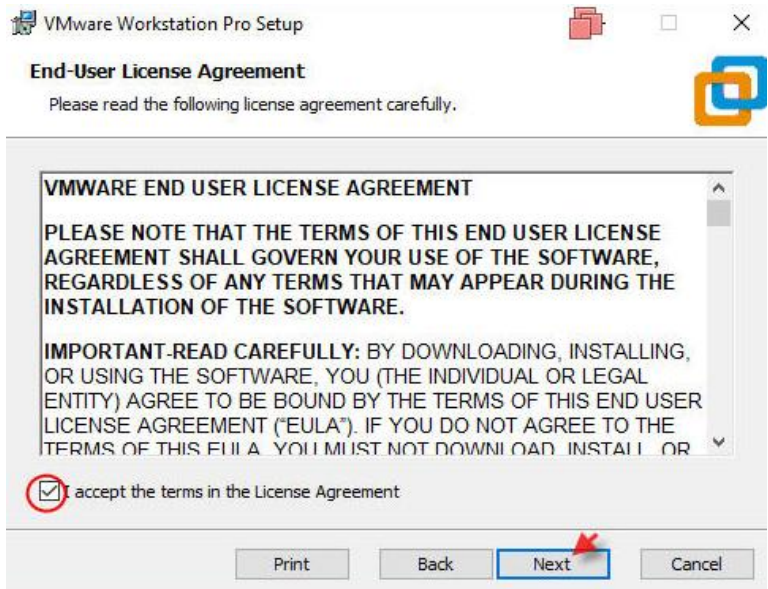 VMware Workstation Pro Setup
End-User License Agreement
Please read the following license agreement carefully.
VMWARE END USER LICENSE AGREEMENT
PLEASE NOTE THAT THE TERMS OF THIS END USER LICENSE
AGREEMENT SHALL GOVERN YOUR USE OF THE SOFTWARE,
REGARDLESS OF ANY TERMS THAT MAY APPEAR DURING THE
INSTALLATION OF THE SOFTWARE.
IMPORTANT-READ CAREFULLY: BY DOWNLOADING, INSTALLING,
OR USING THE SOFTWARE, YOU (THE INDIVIDUAL OR LEGAL
ENTITY) AGREE TO BE BOUND BY THE TERMS OF THIS END USER
LICENSE AGREEMENT (“EULA”). IF YOU DO NOT AGREE TO THE
TERMS OF THIS EULA, YOU MUST NOT DOWNLOAD, INSTALL, OR
I accept the terms in the License Agreement
Print Back Next Cancel